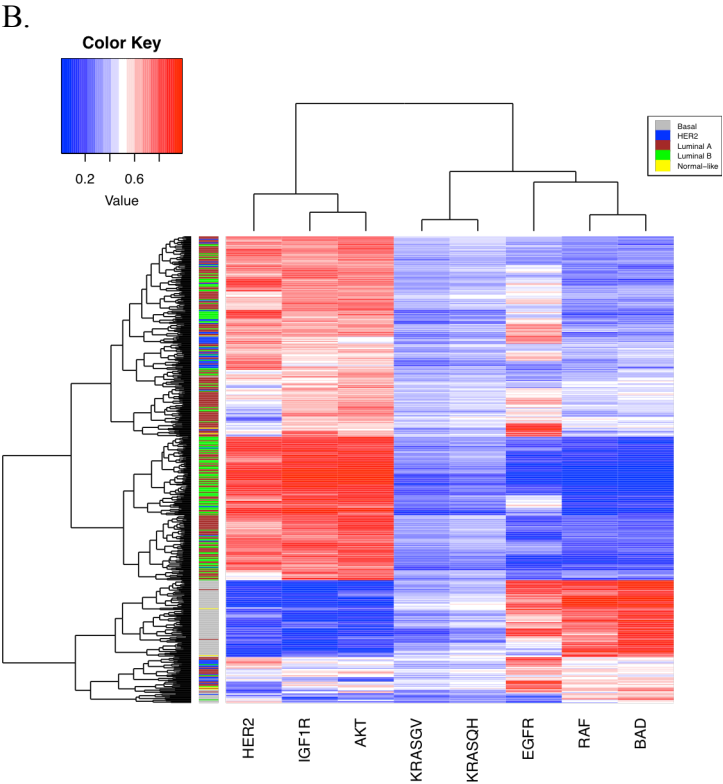 B.
Color Key
0.2 0.6
Value
Basal
HER2
Luminal A
Luminal B
Normal-like
HER2
IGF1R
AKT
KRASGV
KRASQH
EGFR
RAF
BAD